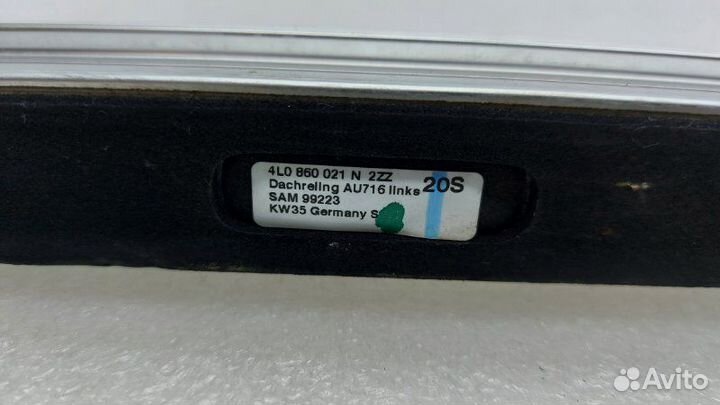 4L0 860 021 N 2ZZ
Dachreling AU716 links 20S
SAM 99223
KW35 Germany
Avito